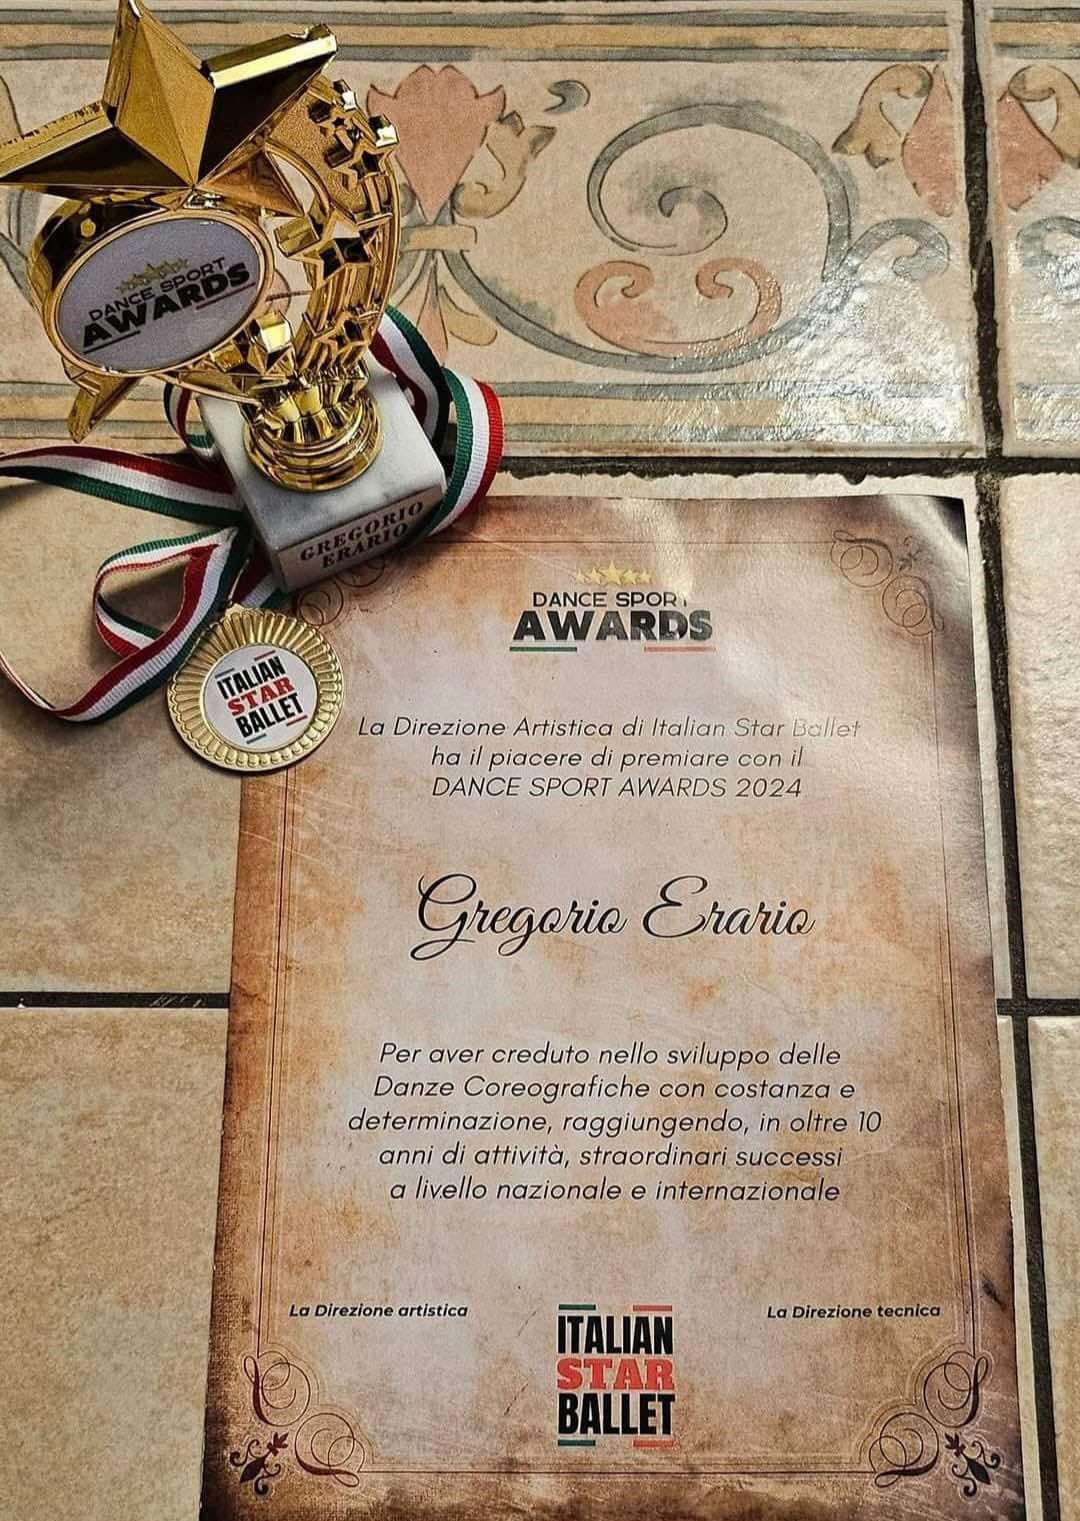 DANCE SPORT
AWARDS
GREGORIO
ERARIO
ITALIAN
STAR
BALLET
DANCE SPORT
AWARDS
La Direzione Artistica di Italian Star Ballet
ha il piacere di premiare con il
DANCE SPORT AWARDS 2024
Gregorio Erario
Per aver creduto nello sviluppo delle
Danze Coreografiche con costanza e
determinazione, raggiungendo, in oltre 10
anni di attività, straordinari successi
a livello nazionale e internazionale
La Direzione artistica
La Direzione tecnica
ITALIAN
STAR
BALLET